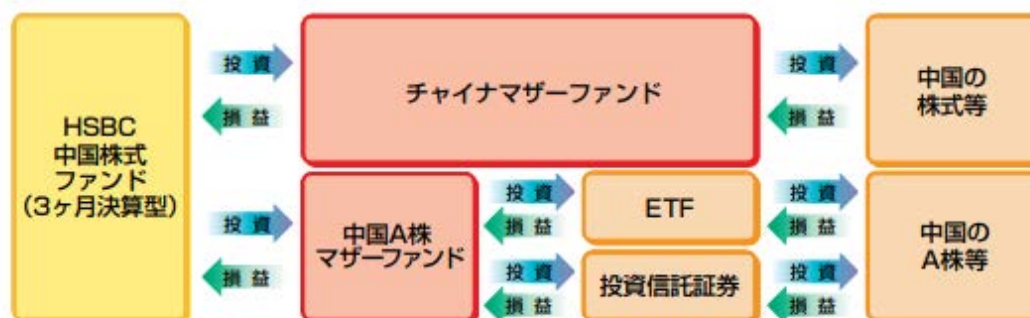 HSBC
中国株式
ファンド
(3ヶ月決算型)
投資
損益
チャイナマザーファンド
投資
損益
中国の
株式等
投資
損益
中国A株
マザーファンド
投資
損益
ETF
投資
損益
投資
損益
投資信託証券
投資
損益
中国の
A株等